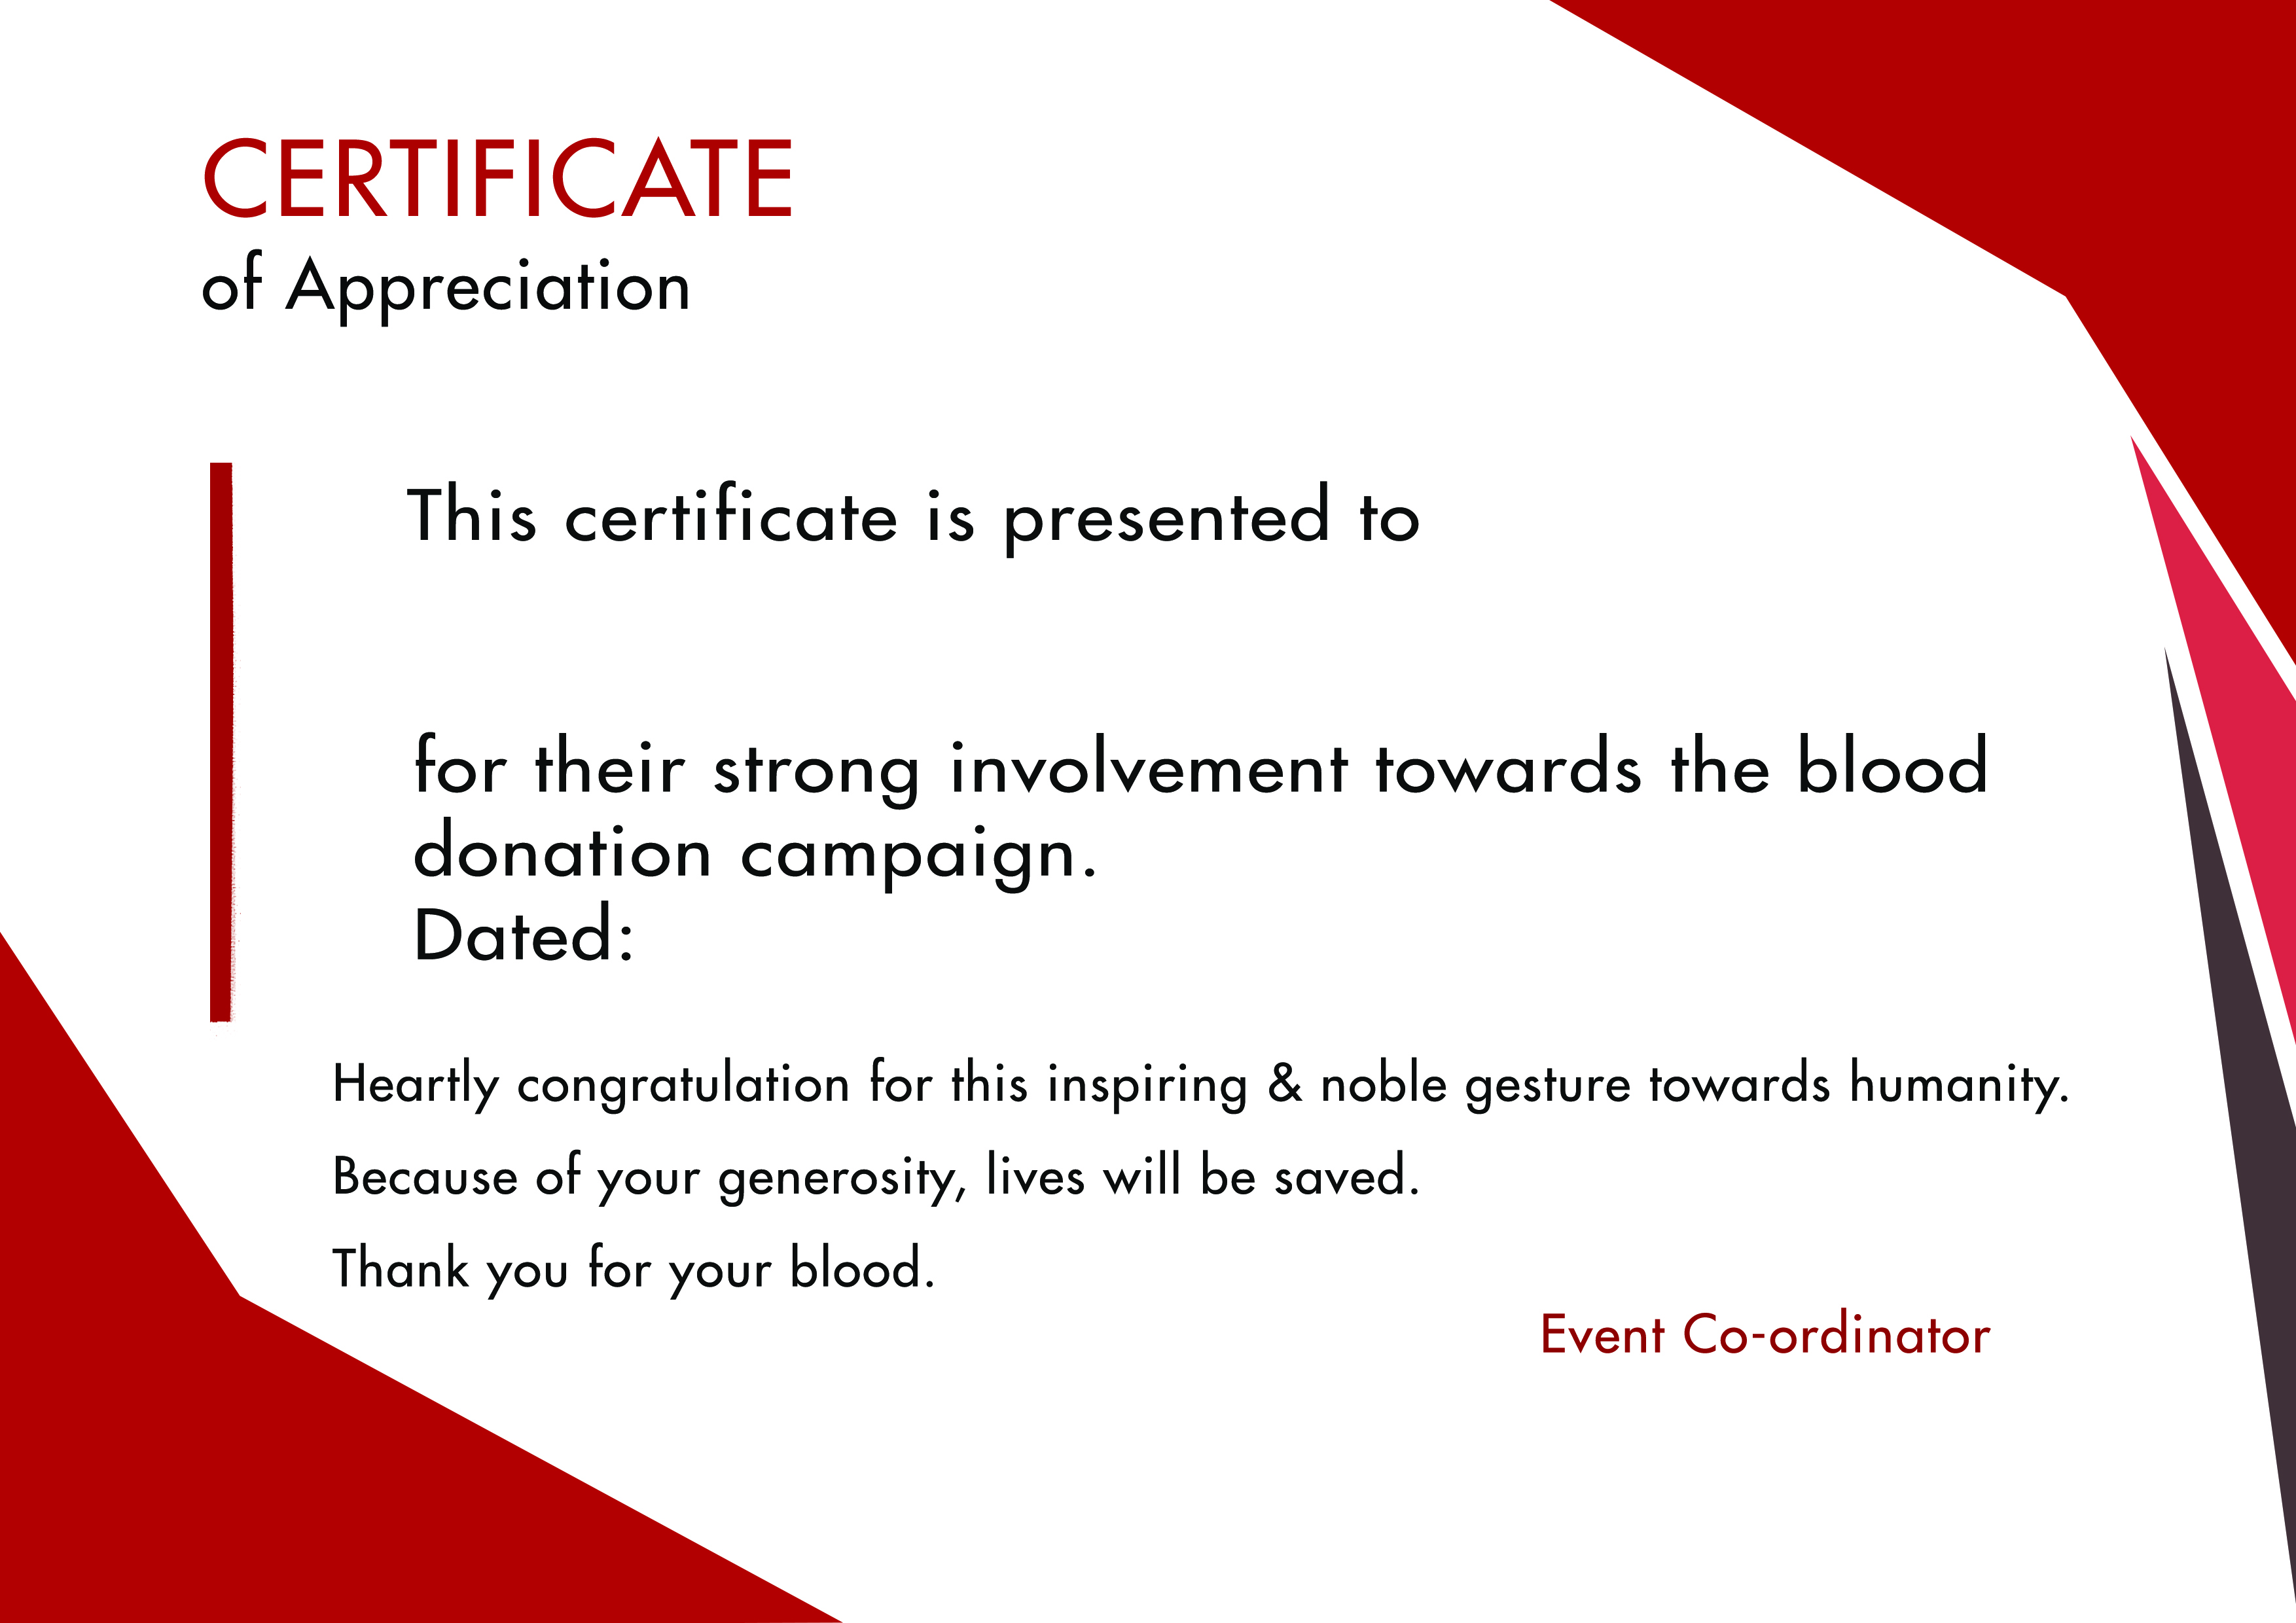 CERTIFICATE
of Appreciation
This certificate is presented to
for their strong involvement towards the blood
donation campaign.
Dated:
Heartly congratulation for this inspiring & noble gesture towards humanity.
Because of your generosity, lives will be saved.
Thank you for your blood.
Event Co-ordinator